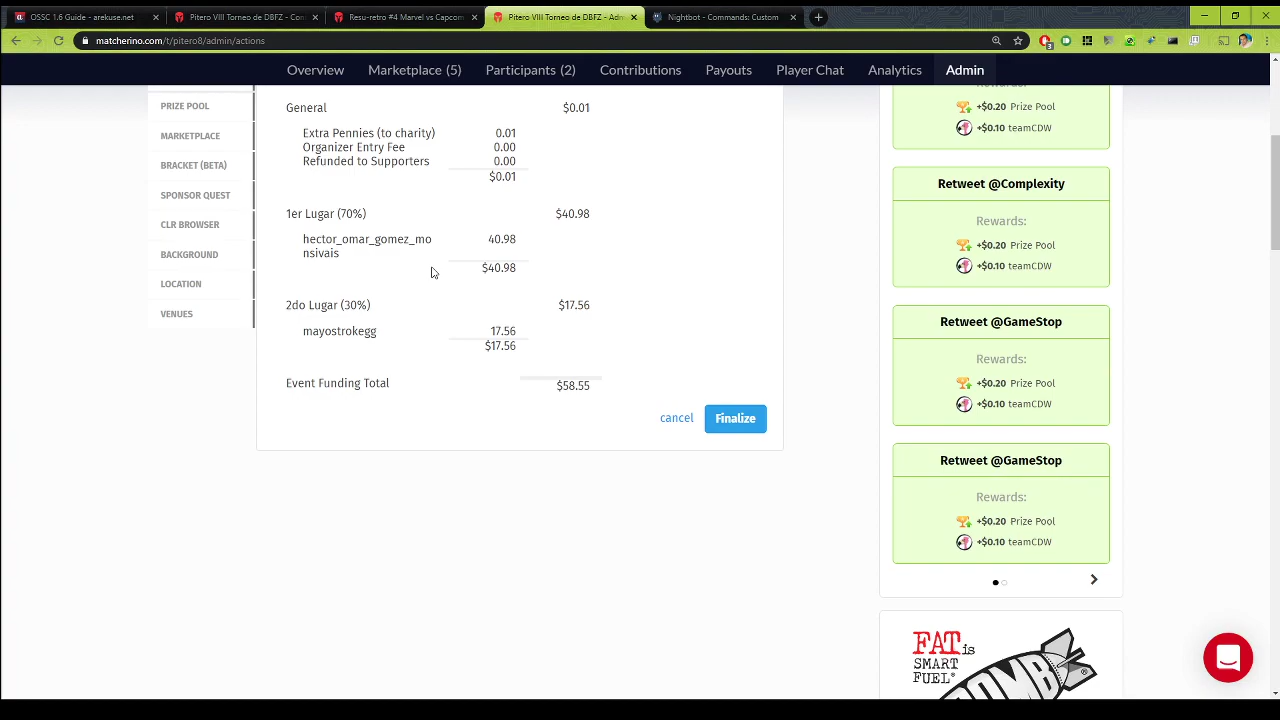 OSSC 1.6 Guide - arekuse.net
Pitero VIII Torneo de DBFZ - Con
Resu-retro #4 Marvel vs Capcom
Pitero VIII Torneo de DBFZ - Adm
Nightbot - Commands: Custom
matcherino.com/t/pitero8/admin/actions
3
Overview
Marketplace (5)
Participants (2)
Contributions
Payouts
Player Chat
Analytics
Admin
PRIZE POOL
MARKETPLACE
BRACKET (BETA)
SPONSOR QUEST
CLR BROWSER
BACKGROUND
LOCATION
VENUES
General $0.01
Extra Pennies (to charity) 0.01
Organizer Entry Fee 0.00
Refunded to Supporters 0.00
$0.01
1er Lugar (70%) $40.98
hector_omar_gomez_mo 40.98
nsivais
$40.98
2do Lugar (30%) $17.56
mayostrokegg 17.56
$17.56
Event Funding Total $58.55
cancel
Finalize
Rewards:
+$0.20 Prize Pool
+$0.10 teamCDW
Retweet @Complexity
Rewards:
+$0.20 Prize Pool
+$0.10 teamCDW
Retweet @GameStop
Rewards:
+$0.20 Prize Pool
+$0.10 teamCDW
Retweet @GameStop
Rewards:
+$0.20 Prize Pool
+$0.10 teamCDW
FAT is
SMART
FUEL
BOMB